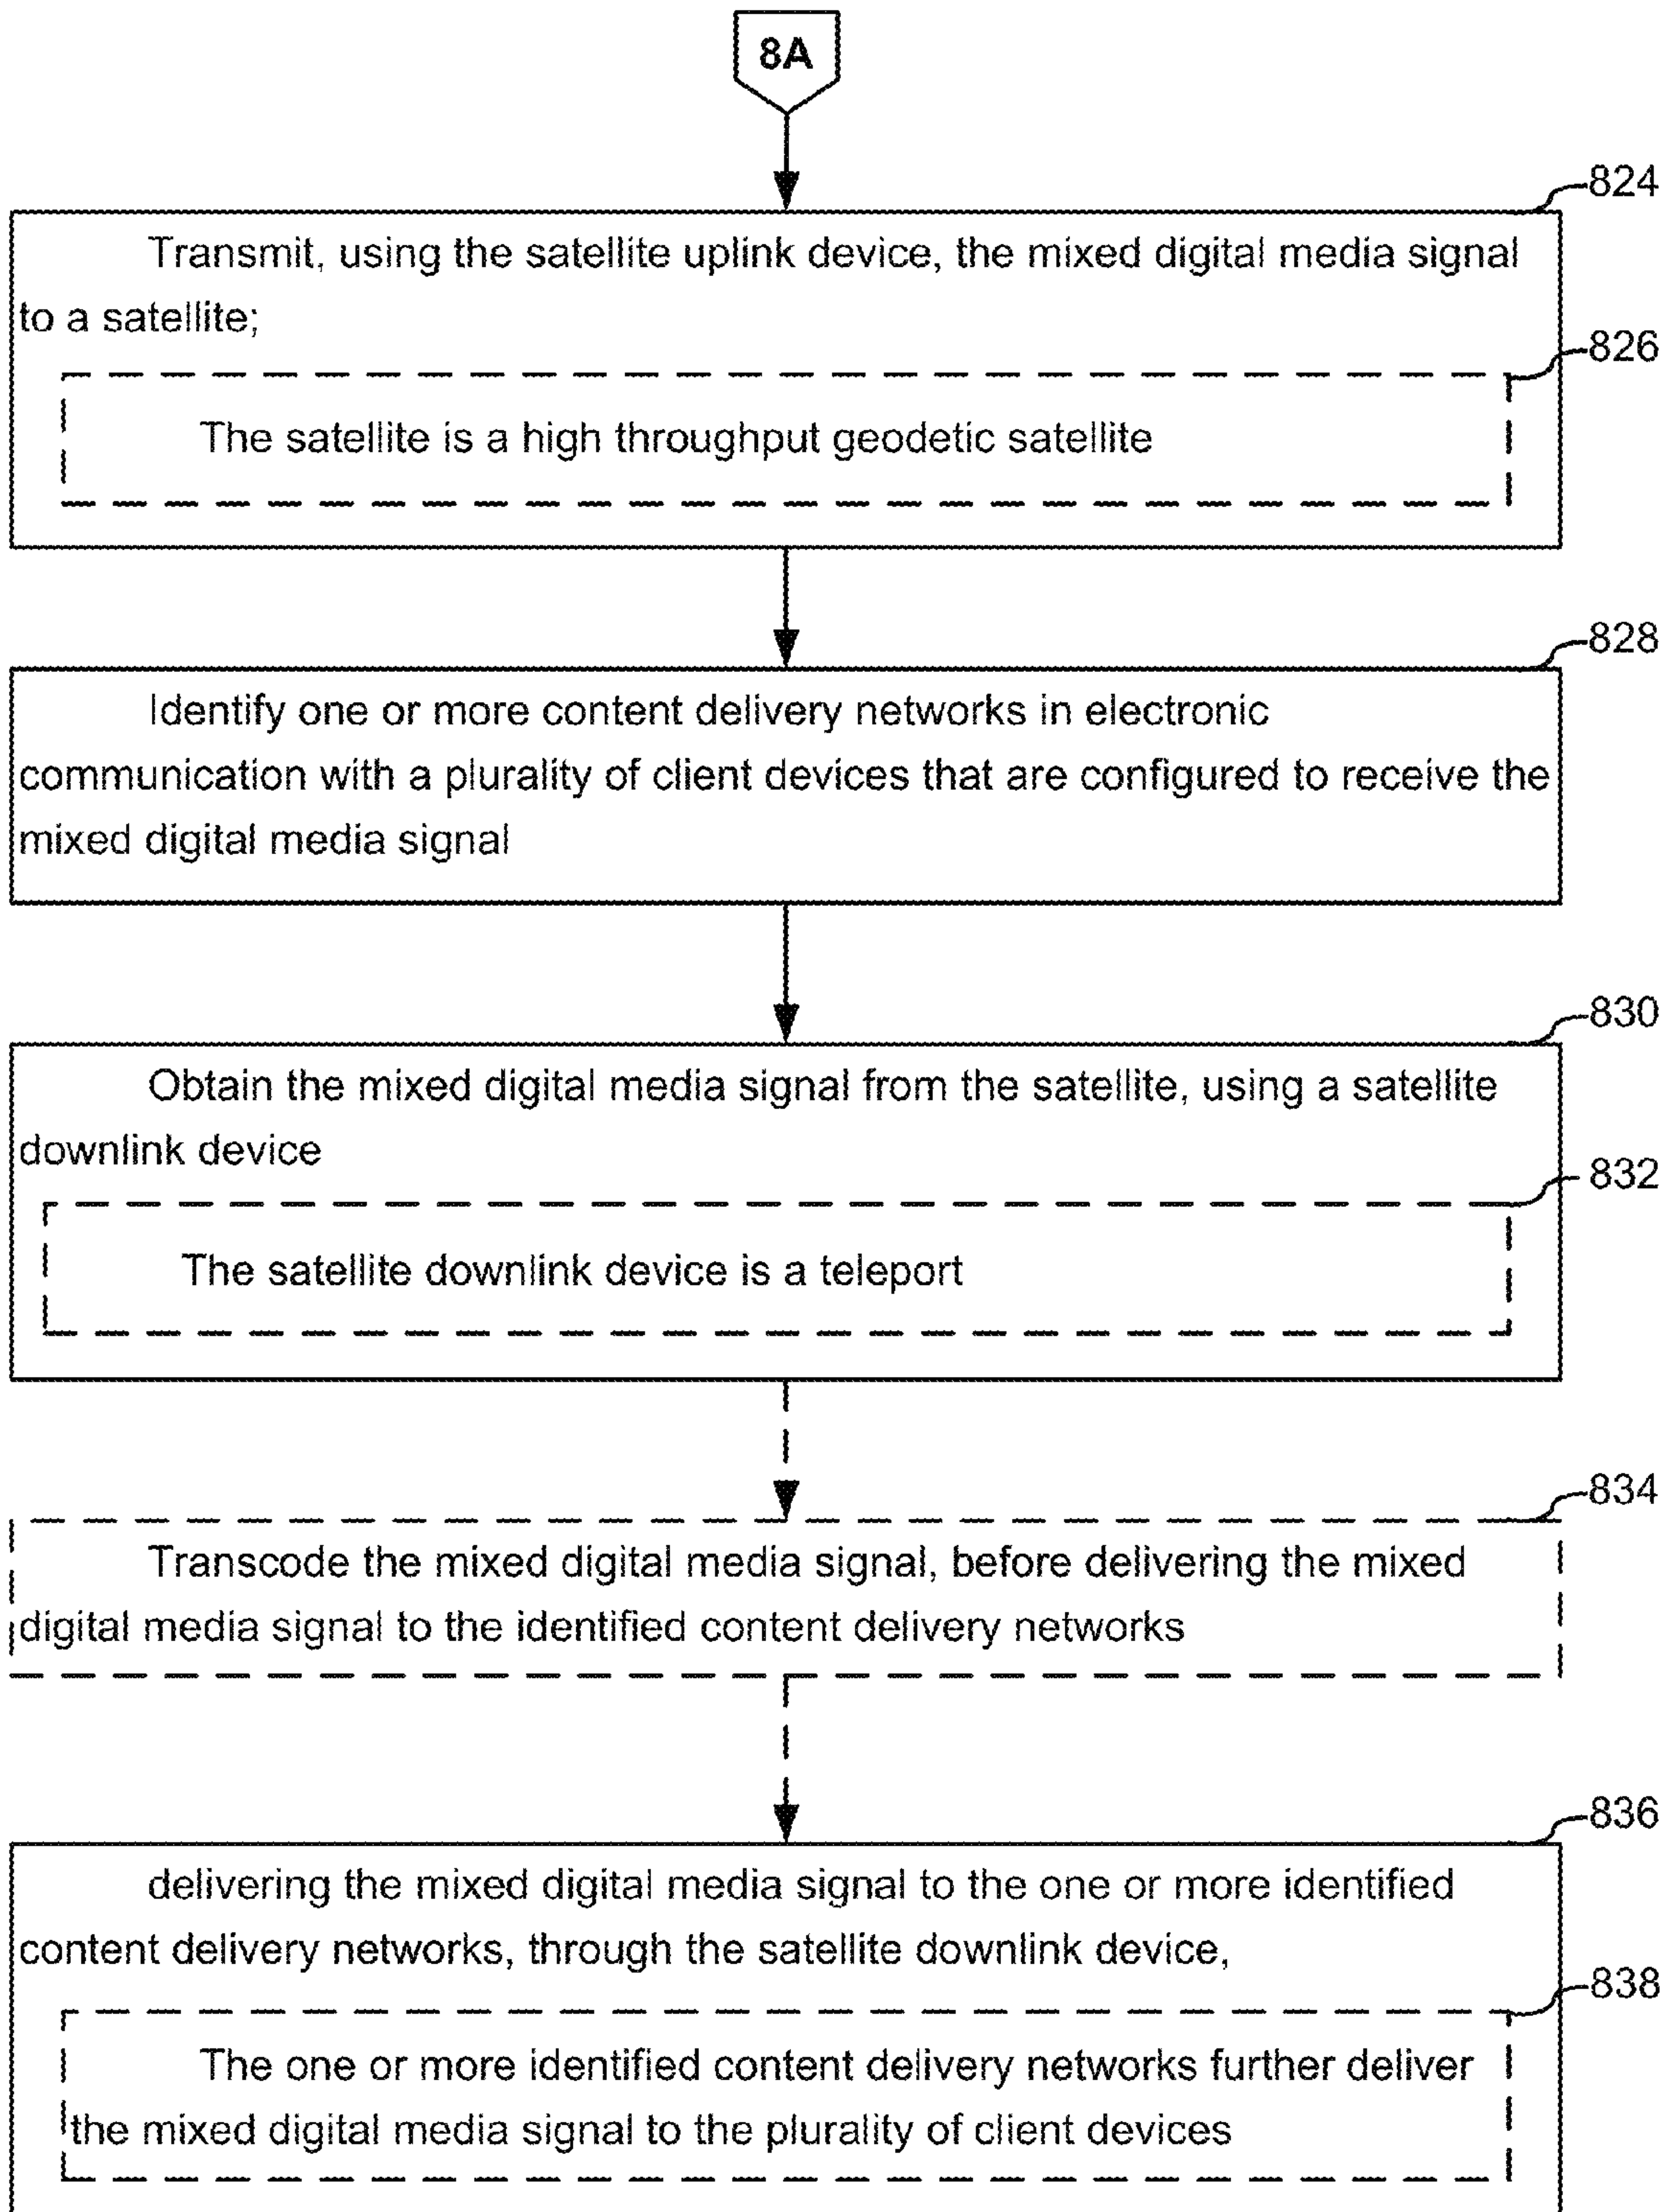 8A
824
Transmit, using the satellite uplink device, the mixed digital media signal
to a satellite;
826
The satellite is a high throughput geodetic satellite
828
Identify one or more content delivery networks in electronic
communication with a plurality of client devices that are configured to receive the
mixed digital media signal
830
Obtain the mixed digital media signal from the satellite, using a satellite
downlink device
832
The satellite downlink device is a teleport
834
Transcode the mixed digital media signal, before delivering the mixed
digital media signal to the identified content delivery networks
836
delivering the mixed digital media signal to the one or more identified
content delivery networks, through the satellite downlink device,
838
The one or more identified content delivery networks further deliver
the mixed digital media signal to the plurality of client devices